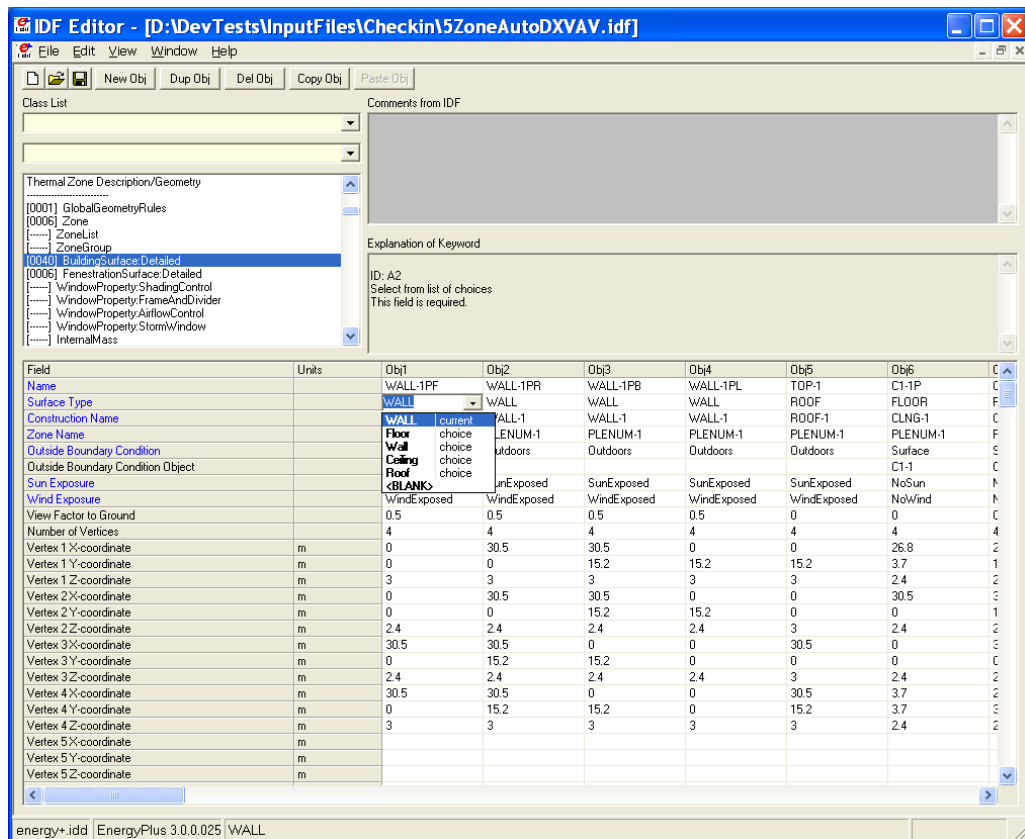 IDF Editor - [D:\DevTests\InputFiles\Checkin\5ZoneAutoDXVAV.idf]
File Edit View Window Help
New Obj Dup Obj Del Obj Copy Obj Paste Obj
Class List Comments from IDF
Thermal Zone Description/Geometry
----------------------------
[0001] GlobalGeometryRules
[0006] Zone
[-----] ZoneList
[-----] ZoneGroup
[0040] BuildingSurface:Detailed
[0006] FenestrationSurface:Detailed
[-----] WindowProperty:ShadingControl
[-----] WindowProperty:FrameAndDivider
[-----] WindowProperty:AirflowControl
[-----] WindowProperty:StormWindow
[-----] InternalMass
Explanation of Keyword
ID: A2
Select from list of choices
This field is required.
Field Units Obj1 Obj2 Obj3 Obj4 Obj5 Obj6
Name WALL-1PF WALL-1PR WALL-1PB WALL-1PL TOP-1 C1-1P
Surface Type WALL WALL WALL WALL ROOF FLOOR
Construction Name WALL-1 WALL-1 WALL-1 ROOF-1 CLNG-1
Zone Name PLENUM-1 PLENUM-1 PLENUM-1 PLENUM-1 PLENUM-1
Outside Boundary Condition Outdoors Outdoors Outdoors Outdoors Surface
Outside Boundary Condition Object C1-1
Sun Exposure SunExposed SunExposed SunExposed SunExposed NoSun
Wind Exposure WindExposed WindExposed WindExposed WindExposed WindExposed NoWind
WALL current
Floor choice
Wall choice
Ceiling choice
Roof choice
<BLANK>
View Factor to Ground 0.5 0.5 0.5 0.5 0 0
Number of Vertices 4 4 4 4 4 4
Vertex 1 X-coordinate m 0 30.5 30.5 0 0 26.8
Vertex 1 Y-coordinate m 0 0 15.2 15.2 15.2 3.7
Vertex 1 Z-coordinate m 3 3 3 3 3 2.4
Vertex 2 X-coordinate m 0 30.5 30.5 0 0 30.5
Vertex 2 Y-coordinate m 0 0 15.2 15.2 0 0
Vertex 2 Z-coordinate m 2.4 2.4 2.4 2.4 3 2.4
Vertex 3 X-coordinate m 30.5 30.5 0 0 30.5 0
Vertex 3 Y-coordinate m 0 15.2 15.2 0 0 0
Vertex 3 Z-coordinate m 2.4 2.4 2.4 2.4 3 2.4
Vertex 4 X-coordinate m 30.5 30.5 0 0 30.5 3.7
Vertex 4 Y-coordinate m 0 15.2 15.2 0 15.2 3.7
Vertex 4 Z-coordinate m 3 3 3 3 3 2.4
Vertex 5 X-coordinate m
Vertex 5 Y-coordinate m
Vertex 5 Z-coordinate m
energy+.idd EnergyPlus 3.0.0.025 WALL